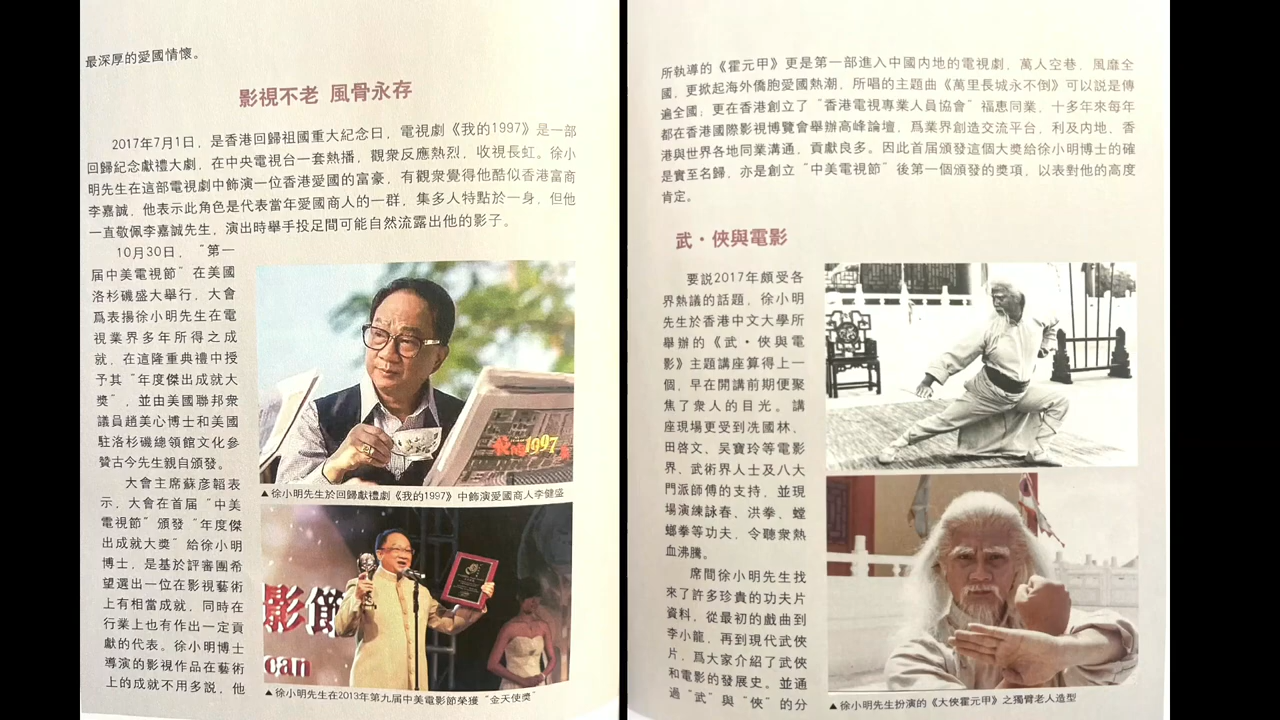 最深厚的愛國情懷。
影視不老 風骨永存
2017年7月1日，是香港回歸祖國重大紀念日，電視劇《我的1997》是一部
回歸紀念獻禮大劇，在中央電視台一套熱播，觀衆反應熱烈，收視長虹。徐小
明先生在這部電視劇中飾演一位香港愛國的富豪，有觀衆覺得他酷似香港富商
李嘉誠，他表示此角色是代表當年愛國商人的一群，集多人特點於一身，但他
一直敬佩李嘉誠先生，演出時舉手投足間可能自然流露出他的影子。
10月30日，“第一
届中美電視節”在美國
洛杉磯盛大舉行，大會
爲表揚徐小明先生在電
視業界多年所得之成
就，在這隆重典禮中授
予其“年度傑出成就大
獎”，並由美國聯邦衆
議員趙美心博士和美國
駐洛杉磯總領館文化參
贊古今先生親自頒發。
大會主席蘇彦韜表
示，大會在首届“中美
電視節”頒發“年度傑
出成就大獎”給徐小明
博士，是基於評審團希
望選出一位在影視藝術
上有相當成就，同時在
行業上也有作出一定貢
獻的代表。徐小明博士
導演的影視作品在藝術
上的成就不用多説，他
我的1997
▲徐小明先生於回歸獻禮劇《我的1997》中飾演愛國商人李健盛
影節
can
▲徐小明先生在2013年第九届中美電影節榮獲“金天使獎”
所執導的《霍元甲》更是第一部進入中國内地的電視劇，萬人空巷，風靡全
國，更掀起海外僑胞愛國熱潮，所唱的主題曲《萬里長城永不倒》可以説是傳
遍全國；更在香港創立了“香港電視專業人員協會”福惠同業，十多年來每年
都在香港國際影視博覽會舉辦高峰論壇，爲業界創造交流平台，利及内地、香
港與世界各地同業溝通，貢獻良多。因此首届頒發這個大獎給徐小明博士的確
是實至名歸，亦是創立“中美電視節”後第一個頒發的獎項，以表對他的高度
肯定。
武・俠與電影
要説2017年頗受各
界熱議的話題，徐小明
先生於香港中文大學所
舉辦的《武・俠與電
影》主題講座算得上一
個，早在開講前期便聚
焦了衆人的目光。講
座現場更受到冼國林、
田啓文、吴寶玲等電影
界、武術界人士及八大
門派師傅的支持，並現
場演練詠春、洪拳、螳
螂拳等功夫，令聽衆熱
血沸騰。
席間徐小明先生找
來了許多珍貴的功夫片
資料，從最初的戲曲到
李小龍，再到現代武俠
片，爲大家介紹了武俠
和電影的發展史。並通
過“武”與“俠”的分
▲徐小明先生扮演的《大俠霍元甲》之獨臂老人造型